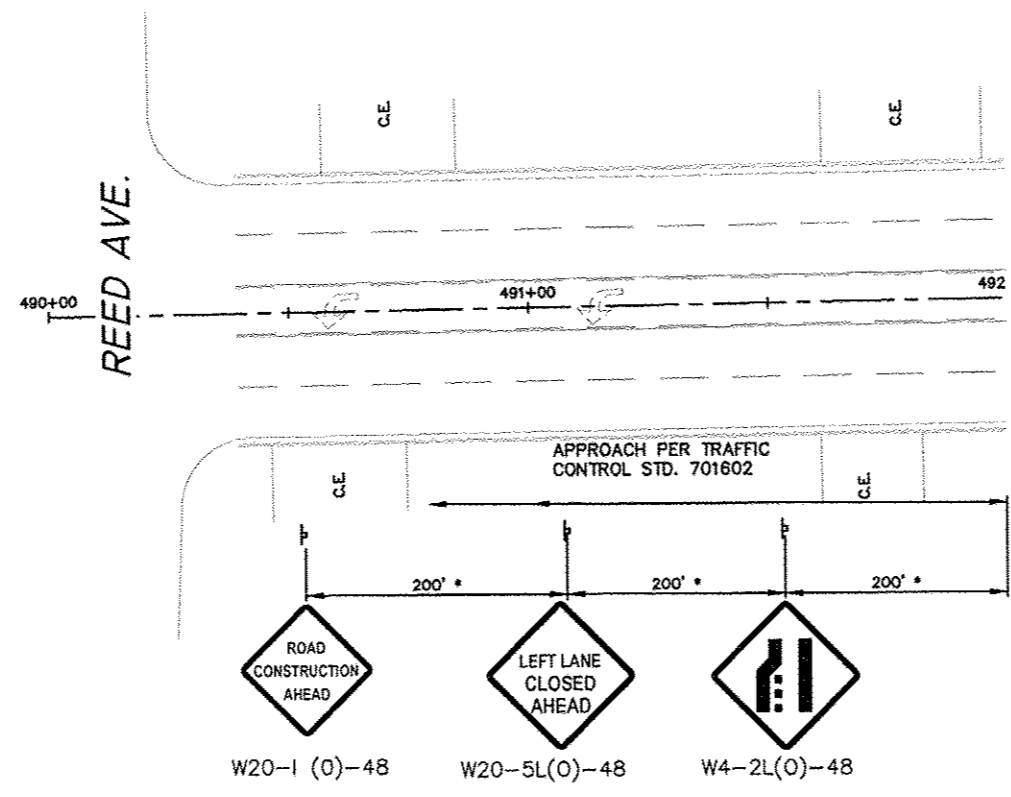 C.E.
C.E.
REED AVE.
490+00
491+00
492
APPROACH PER TRAFFIC
CONTROL STD. 701602
C.E.
C.E.
200' *
200' *
200' *
ROAD
CONSTRUCTION
AHEAD
LEFT LANE
CLOSED
AHEAD
W20-1 (O)-48
W20-5L(O)-48
W4-2L(O)-48